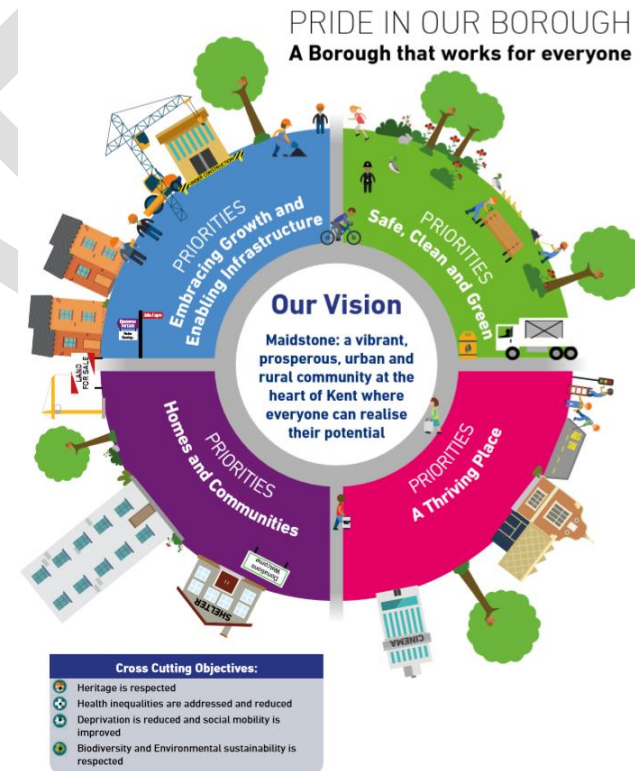 PRIDE IN OUR BOROUGH
A Borough that works for everyone
UNDER CONSTRUCTION
PRIORITIES
Embracing Growth and
Enabling Infrastructure
PRIORITIES
Safe, Clean and
Green
LAND
FOR SALE
Our Vision
Maidstone: a vibrant,
prosperous, urban and
rural community at the
heart of Kent where
everyone can realise
their potential
PRIORITIES
Homes and
Communities
PRIORITIES
A Thriving Place
Donations
Welcome
SHELTER
CINEMA
Cross Cutting Objectives:
Heritage is respected
Health inequalities are addressed and reduced
Deprivation is reduced and social mobility is
improved
Biodiversity and Environmental sustainability is
respected